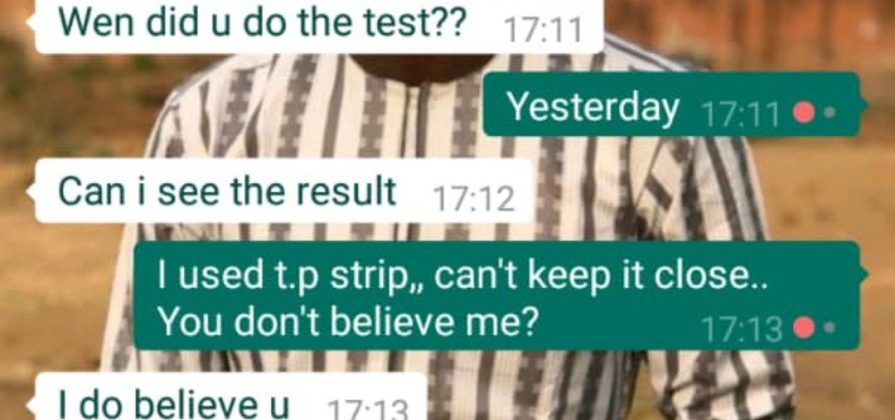 Wen did u do the test?? 17:11
Yesterday 17:11
Can i see the result 17:12
I used t.p strip,, can't keep it close..
You don't believe me? 17:13
I do believe u 17:13